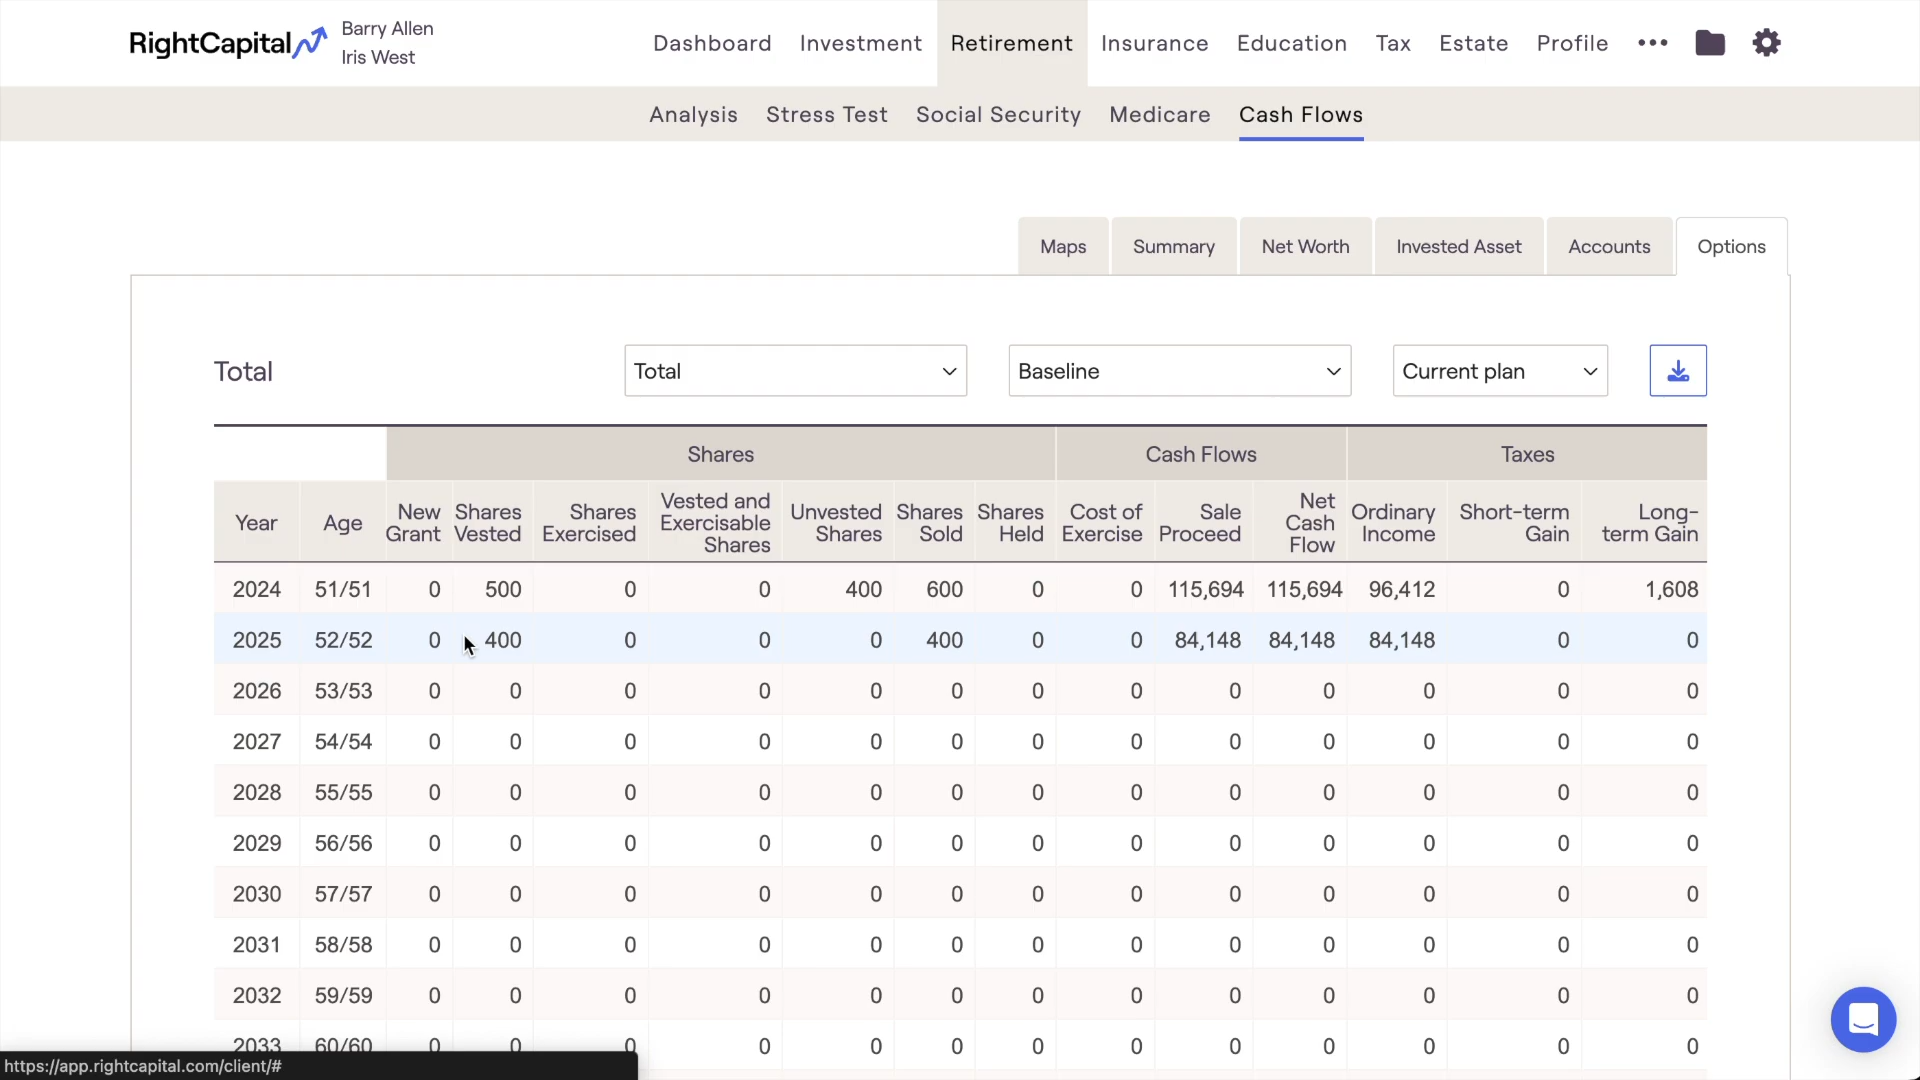 RightCapital
Barry Allen
Iris West
Dashboard Investment Retirement Insurance Education Tax Estate Profile
Analysis Stress Test Social Security Medicare Cash Flows
Maps Summary Net Worth Invested Asset Accounts Options
Total Total Baseline Current plan
Shares Cash Flows Taxes
Year Age New Grant Shares Vested Shares Exercised Vested and Exercisable Shares Unvested Shares Shares Sold Shares Held Cost of Exercise Sale Proceed Net Cash Flow Ordinary Income Short-term Gain Long-term Gain
2024 51/51 0 500 0 0 400 600 0 0 115,694 115,694 96,412 0 1,608
2025 52/52 0 400 0 0 0 400 0 0 84,148 84,148 84,148 0 0
2026 53/53 0 0 0 0 0 0 0 0 0 0 0 0 0
2027 54/54 0 0 0 0 0 0 0 0 0 0 0 0 0
2028 55/55 0 0 0 0 0 0 0 0 0 0 0 0 0
2029 56/56 0 0 0 0 0 0 0 0 0 0 0 0 0
2030 57/57 0 0 0 0 0 0 0 0 0 0 0 0 0
2031 58/58 0 0 0 0 0 0 0 0 0 0 0 0 0
2032 59/59 0 0 0 0 0 0 0 0 0 0 0 0 0
2033 60/60 0 0 0 0 0 0 0 0 0 0 0 0 0
https://app.rightcapital.com/client/#